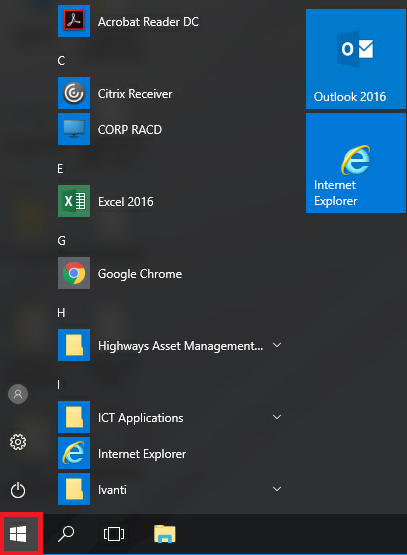 Acrobat Reader DC
C
Citrix Receiver
CORP RACD
E
Excel 2016
G
Google Chrome
H
Highways Asset Management...
I
ICT Applications
Internet Explorer
Ivanti
Outlook 2016
Internet
Explorer